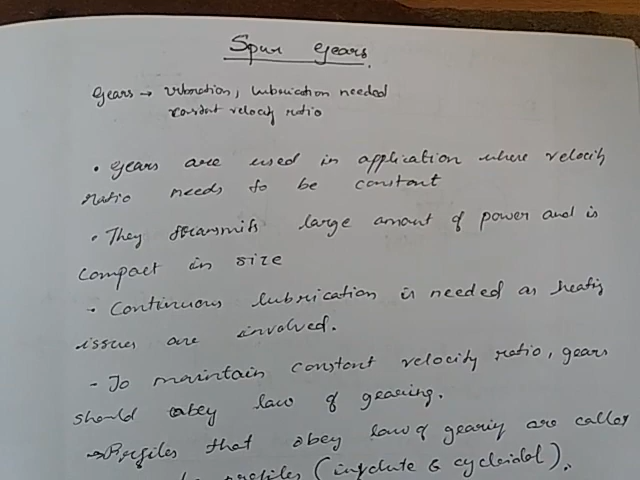 Spur gears.
Gears → vibration, lubrication needed
constant velocity ratio
• Gears are used in application where velocity
ratio needs to be constant
• They transmits large amount of power and is
compact in size
- Continuous lubrication is needed as heating
issues are involved.
- To maintain constant velocity ratio, gears
should obey law of gearing.
→ Profiles that obey law of gearing are called
profiles (involute & cycloidal).